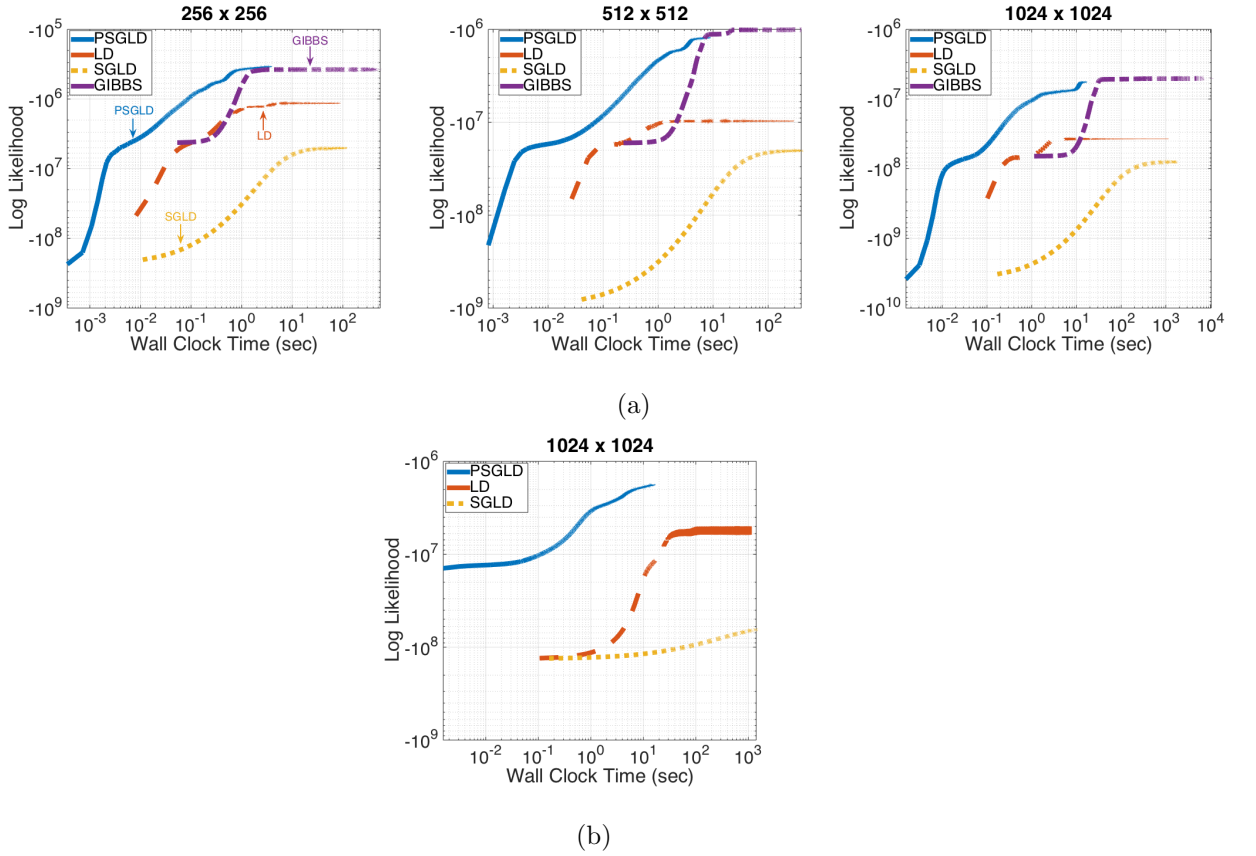 256 x 256
-10^5
-10^6
-10^7
-10^8
-10^9
Log Likelihood
PSGLD
LD
SGLD
GIBBS
GIBBS
PSGLD
LD
SGLD
10^-3 10^-2 10^-1 10^0 10^1 10^2
Wall Clock Time (sec)
512 x 512
-10^6
-10^7
-10^8
-10^9
Log Likelihood
PSGLD
LD
SGLD
GIBBS
10^-3 10^-2 10^-1 10^0 10^1 10^2
Wall Clock Time (sec)
1024 x 1024
-10^6
-10^7
-10^8
-10^9
-10^10
Log Likelihood
PSGLD
LD
SGLD
GIBBS
10^-2 10^-1 10^0 10^1 10^2 10^3 10^4
Wall Clock Time (sec)
(a)
1024 x 1024
-10^6
-10^7
-10^8
-10^9
Log Likelihood
PSGLD
LD
SGLD
10^-2 10^-1 10^0 10^1 10^2 10^3
Wall Clock Time (sec)
(b)